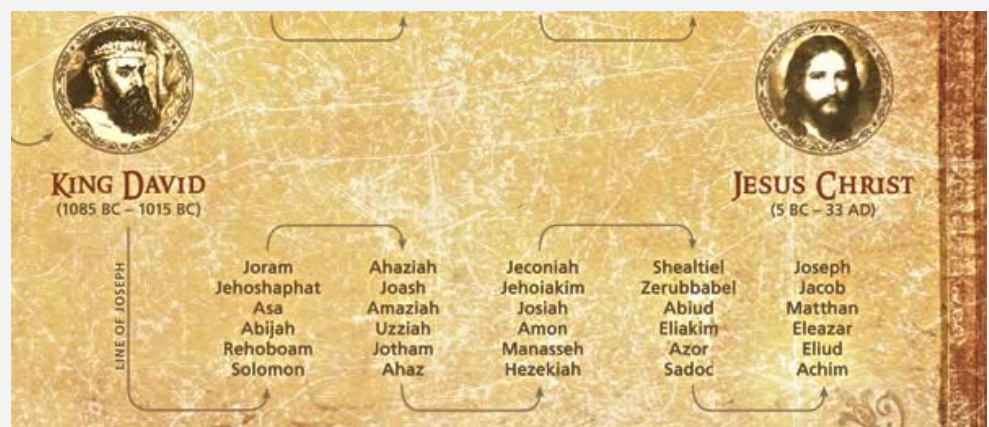 KING DAVID
(1085 BC – 1015 BC)
JESUS CHRIST
(5 BC – 33 AD)
LINE OF JOSEPH
Joram
Jehoshaphat
Asa
Abijah
Rehoboam
Solomon
Ahaziah
Joash
Amaziah
Uzziah
Jotham
Ahaz
Jeconiah
Jehoiakim
Josiah
Amon
Manasseh
Hezekiah
Shealtiel
Zerubbabel
Abiud
Eliakim
Azor
Sadoc
Joseph
Jacob
Matthan
Eleazar
Eliud
Achim